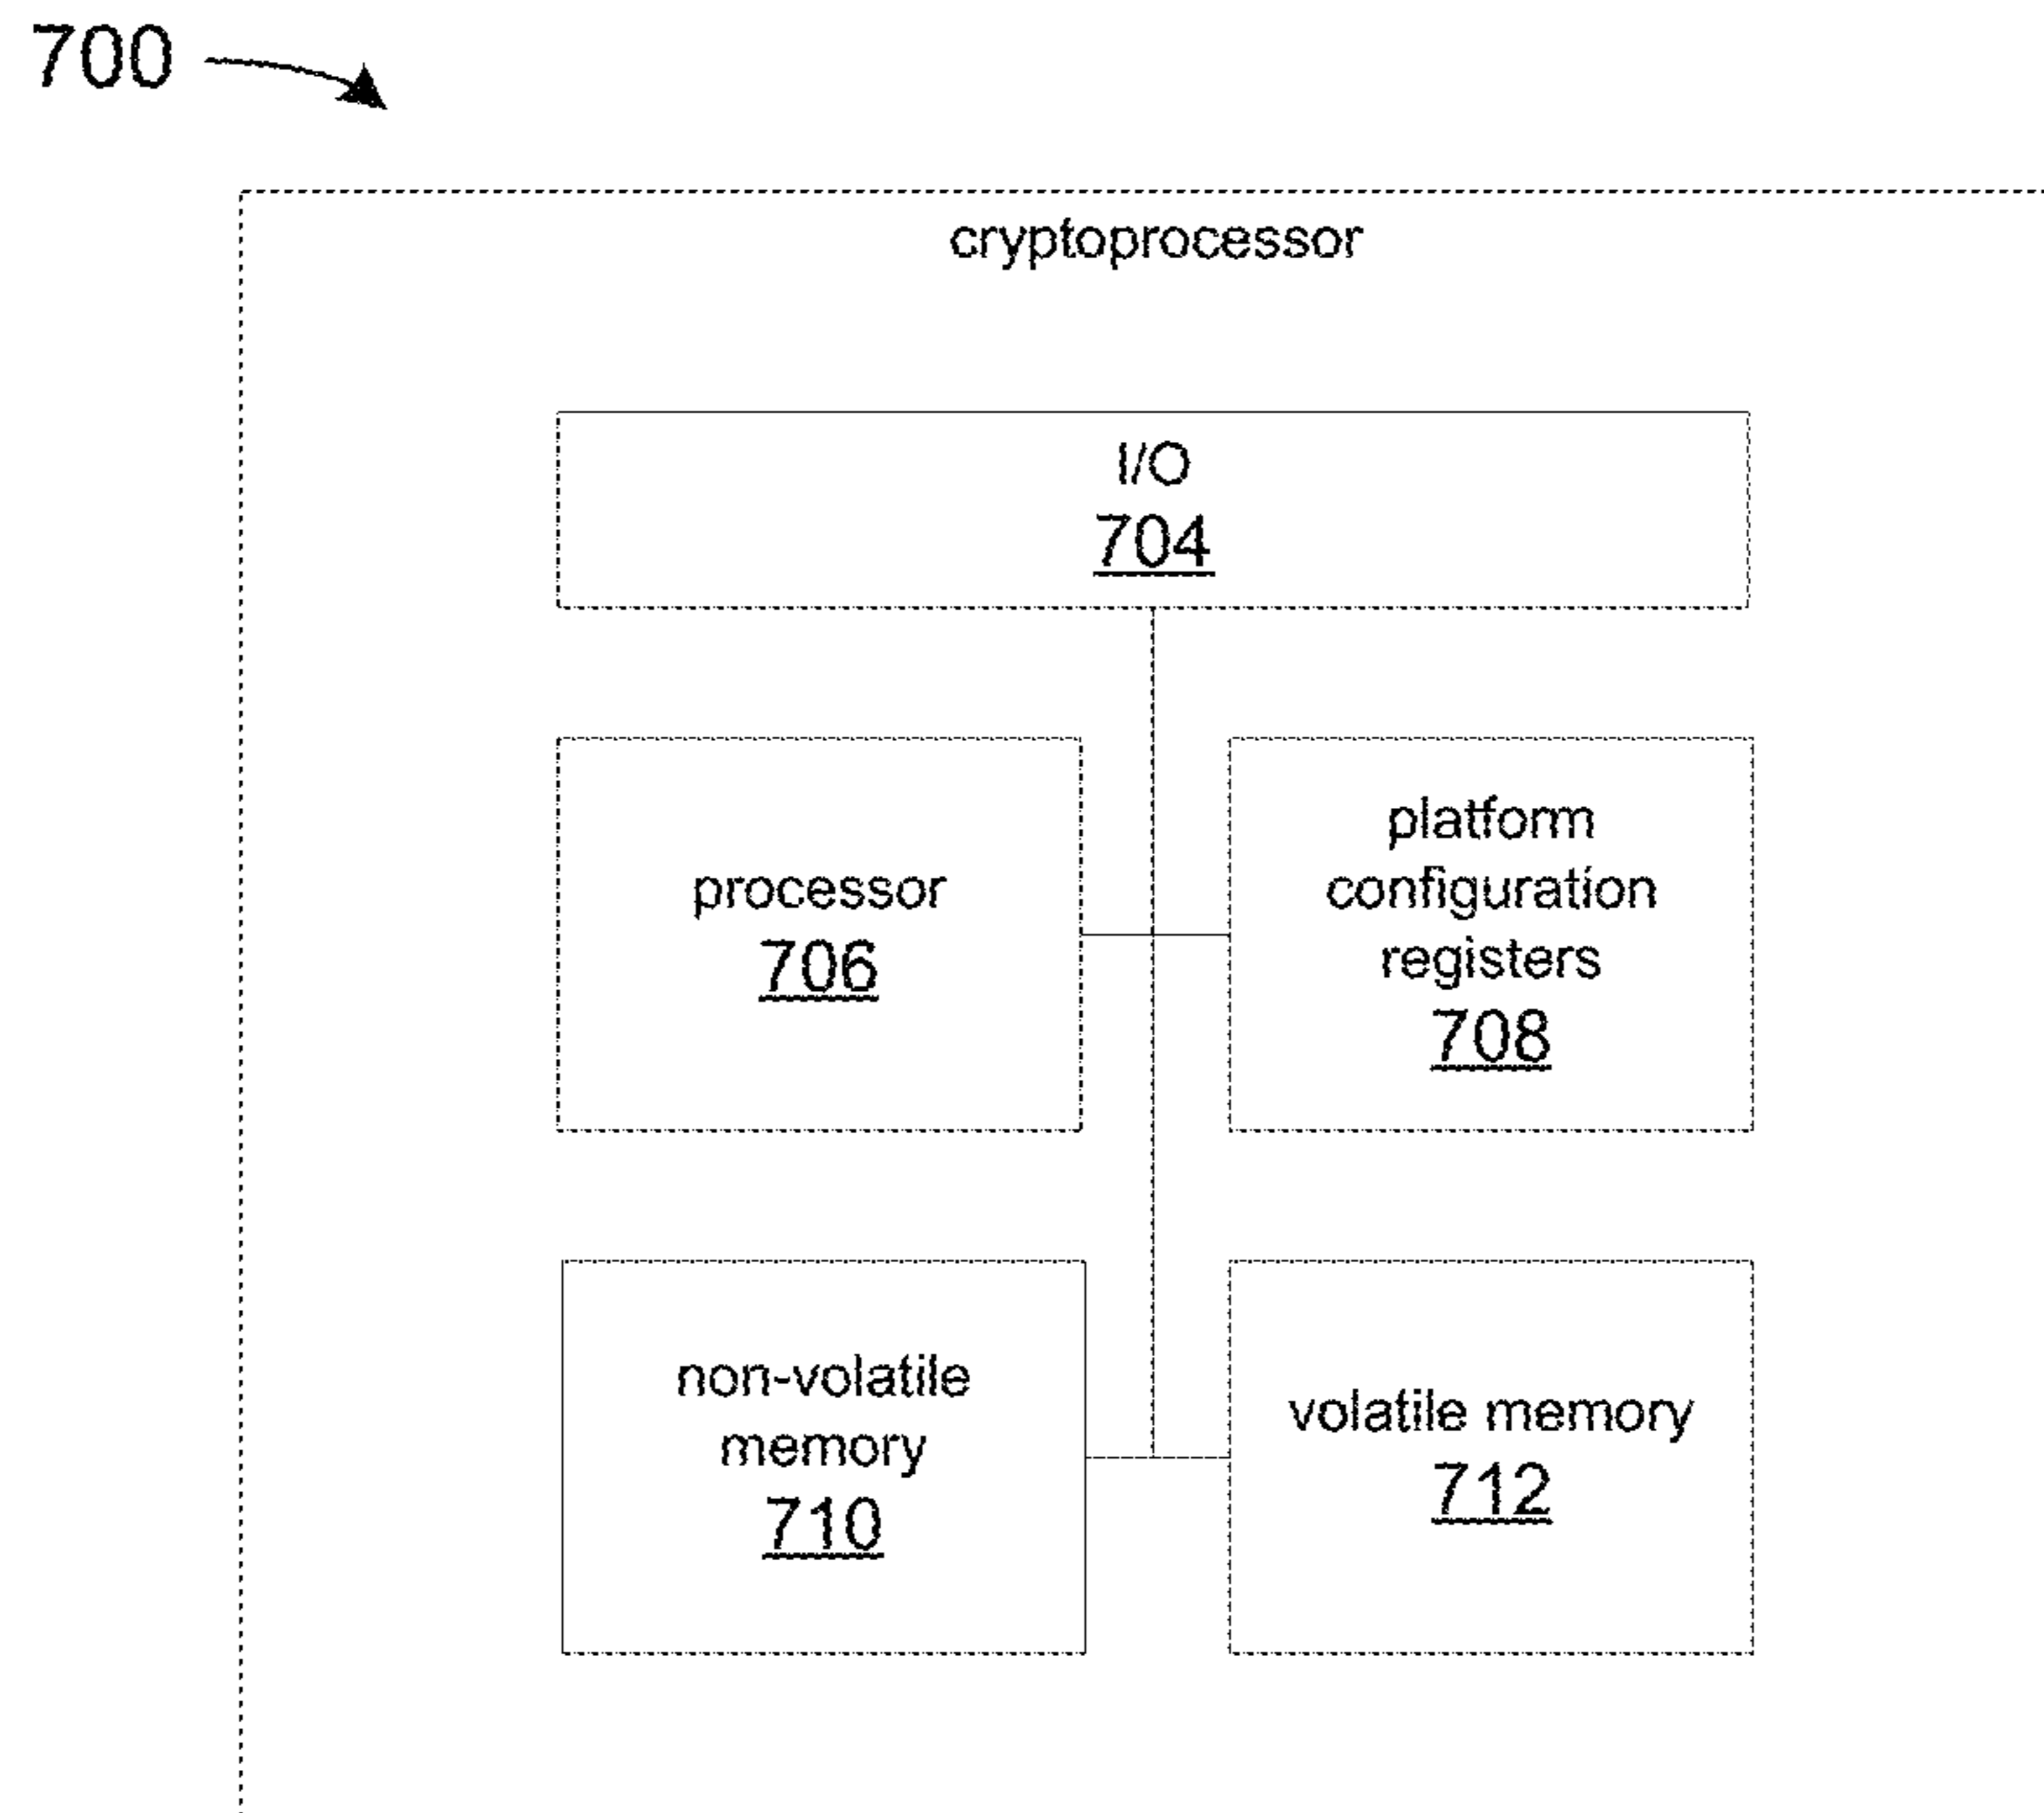 700
cryptoprocessor
I/O
704
processor
706
platform
configuration
registers
708
non-volatile
memory
710
volatile memory
712